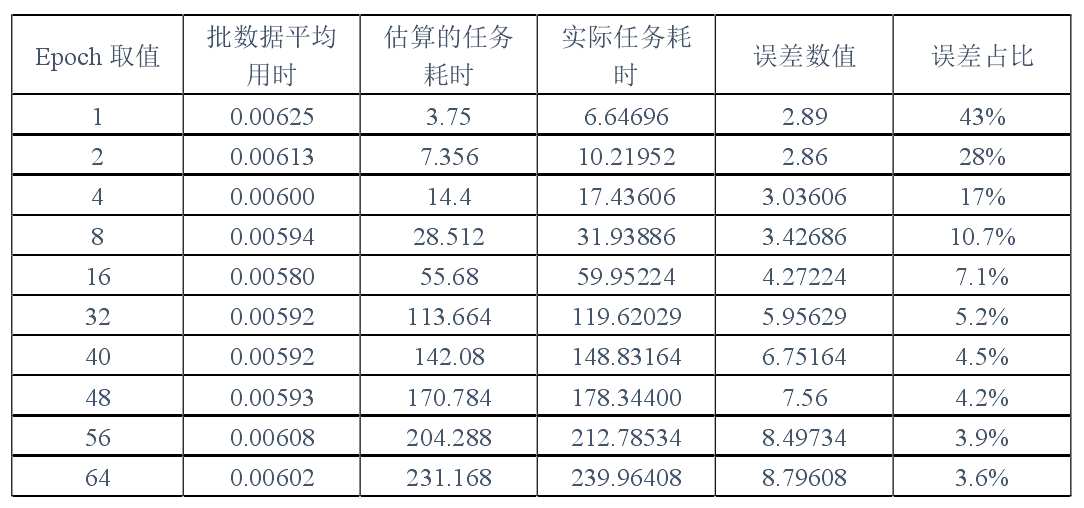 Epoch 取值 批数据平均用时 估算的任务耗时 实际任务耗时 误差数值 误差占比
1 0.00625 3.75 6.64696 2.89 43%
2 0.00613 7.356 10.21952 2.86 28%
4 0.00600 14.4 17.43606 3.03606 17%
8 0.00594 28.512 31.93886 3.42686 10.7%
16 0.00580 55.68 59.95224 4.27224 7.1%
32 0.00592 113.664 119.62029 5.95629 5.2%
40 0.00592 142.08 148.83164 6.75164 4.5%
48 0.00593 170.784 178.34400 7.56 4.2%
56 0.00608 204.288 212.78534 8.49734 3.9%
64 0.00602 231.168 239.96408 8.79608 3.6%